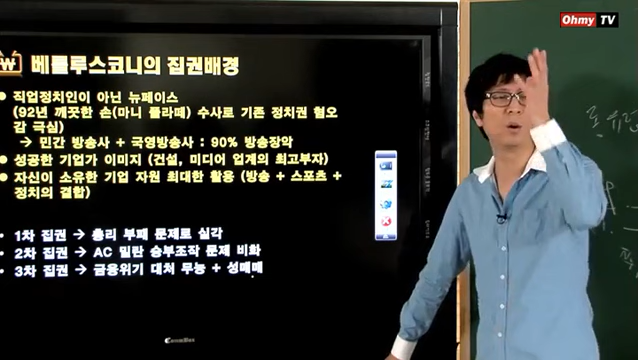 Ohmy TV
베를루스코니의 집권배경
● 직업정치인이 아닌 뉴페이스
(92년 깨끗한 손(마니 풀리떼) 수사로 기존 정치권 혐오
감 극심)
→ 민간 방송사 + 국영방송사 : 90% 방송장악
● 성공한 기업가 이미지 (건설, 미디어 업계의 최고부자)
● 자신이 소유한 기업 자원 최대한 활용 (방송 + 스포츠 +
정치의 결합)
• 1차 집권 → 총리 부패 문제로 실각
• 2차 집권 → AC 밀란 승부조작 문제 비화
• 3차 집권 → 금융위기 대처 무능 + 성매매